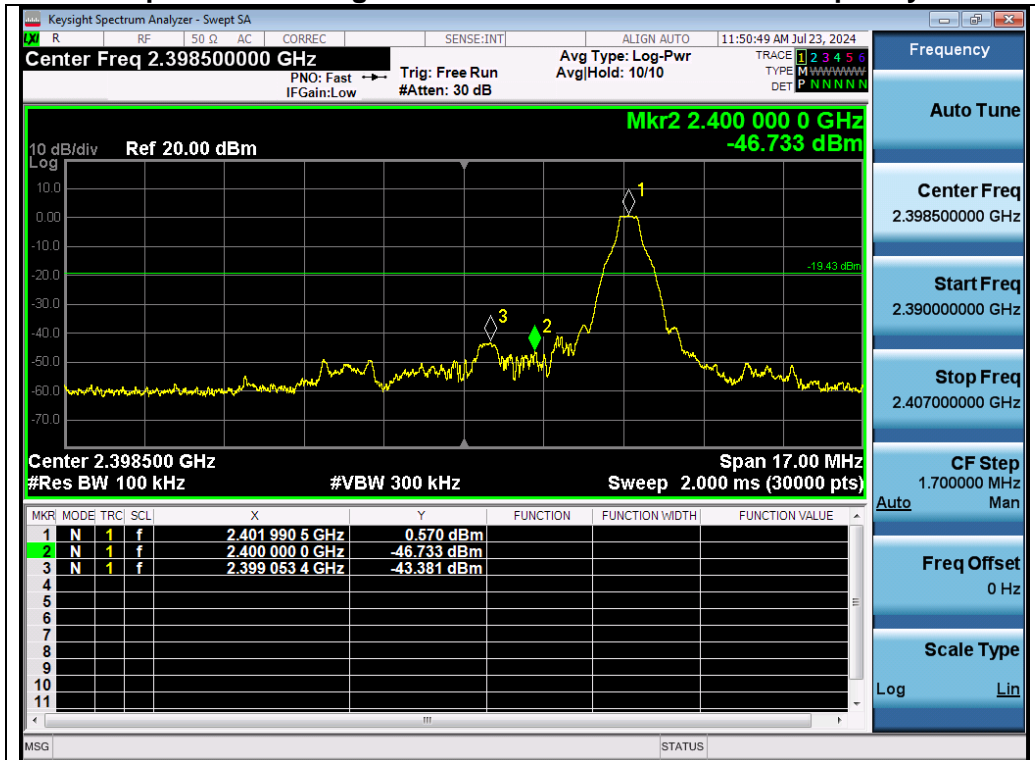 Keysight Spectrum Analyzer - Swept SA
LXI R RF 50 Ω AC CORREC SENSE:INT ALIGN AUTO 11:50:49 AM Jul 23, 2024
Center Freq 2.398500000 GHz
PNO: Fast
IFGain:Low
Trig: Free Run
#Atten: 30 dB
Avg Type: Log-Pwr
Avg|Hold: 10/10
TRACE 1 2 3 4 5 6
TYPE M WWWWW
DET P N N N N N
Mkr2 2.400 000 0 GHz
-46.733 dBm
10 dB/div Ref 20.00 dBm
Log
10.0
0.00
-10.0
-20.0
-30.0
-40.0
-50.0
-60.0
-70.0
1
-19.43 dBm
3
2
Center 2.398500 GHz Span 17.00 MHz
#Res BW 100 kHz #VBW 300 kHz Sweep 2.000 ms (30000 pts)
MKR MODE TRC SCL X Y FUNCTION FUNCTION WIDTH FUNCTION VALUE
1 N 1 f 2.401 990 5 GHz 0.570 dBm
2 N 1 f 2.400 000 0 GHz -46.733 dBm
3 N 1 f 2.399 053 4 GHz -43.381 dBm
4
5
6
7
8
9
10
11
MSG STATUS
Frequency
Auto Tune
Center Freq
2.398500000 GHz
Start Freq
2.390000000 GHz
Stop Freq
2.407000000 GHz
CF Step
1.700000 MHz
Auto Man
Freq Offset
0 Hz
Scale Type
Log Lin